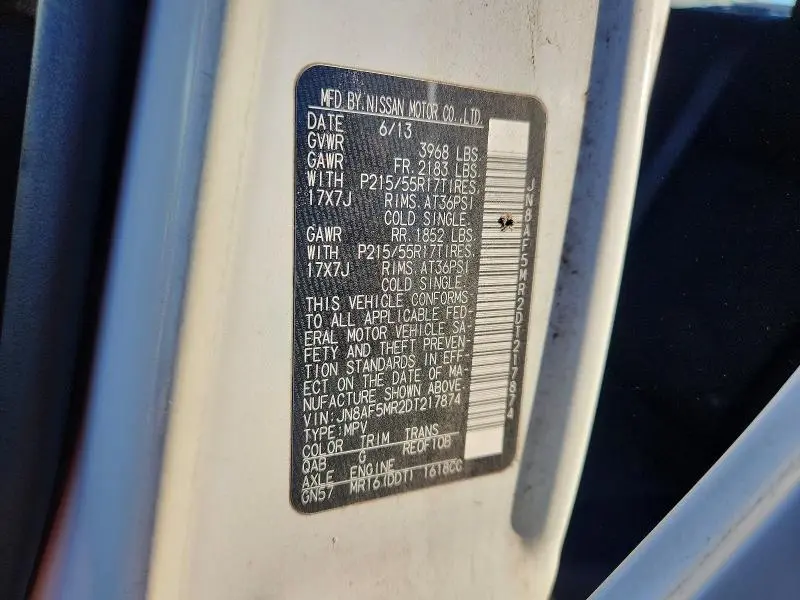 MFD BY NISSAN MOTOR CO.,LTD.
DATE 6/13
GVWR 3968 LBS.
GAWR FR. 2183 LBS.
WITH P215/55R17TIRES,
17X7J RIMS. AT36PSI
COLD SINGLE.
GAWR RR. 1852 LBS.
WITH P215/55R17TIRES,
17X7J RIMS. AT36PSI
COLD SINGLE.
THIS VEHICLE CONFORMS
TO ALL APPLICABLE FED-
ERAL MOTOR VEHICLE SA-
FETY AND THEFT PREVEN-
TION STANDARDS IN EFF-
ECT ON THE DATE OF MA-
NUFACTURE SHOWN ABOVE.
VIN: JN8AF5MR2DT217874
TYPE: MPV
COLOR TRIM TRANS
QAB G RE0F10B
AXLE ENGINE
GN57 MR16(DDT) 1618CC
JN8AF5MR2DT217874